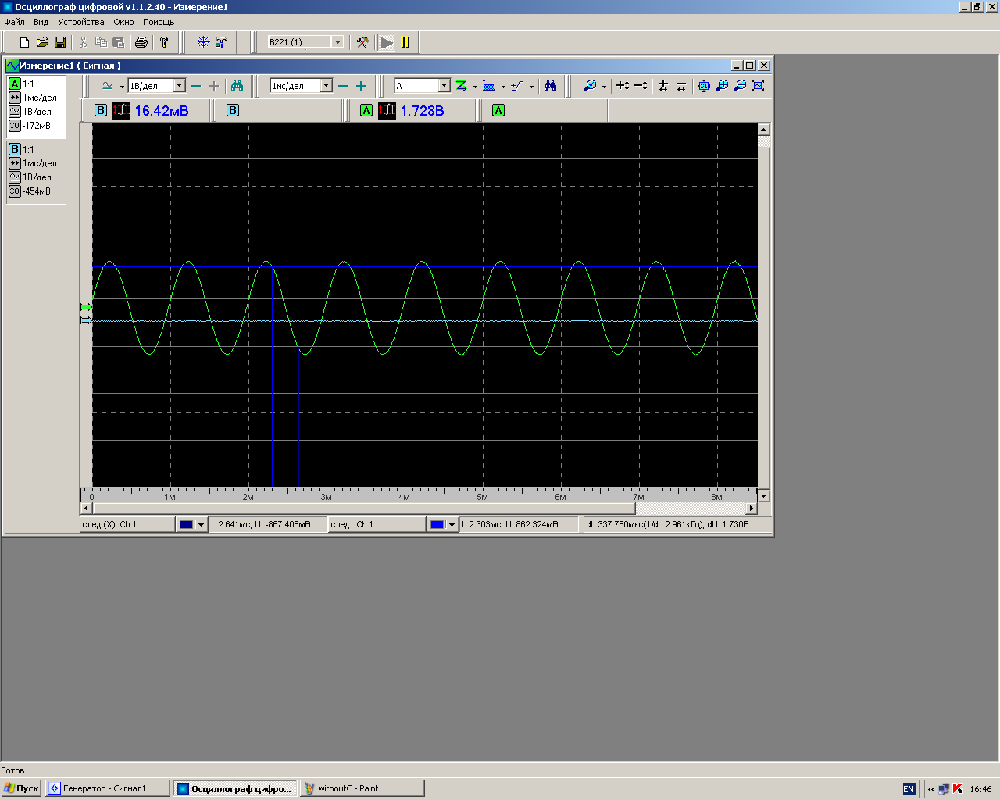 Осциллограф цифровой v1.1.2.40 - Измерение1
Файл Вид Устройства Окно Помощь
B221 (1)
Измерение1 ( Сигнал )
A 1:1
1мс/дел
1В/дел.
-172мВ
B 1:1
1мс/дел
1В/дел.
-454мВ
1В/дел 1мс/дел A
B 16.42мВ B A 1.728В A
0 1м 2м 3м 4м 5м 6м 7м 8м
след.(X): Ch 1 t: 2.641мс; U: -867.406мВ след.: Ch 1 t: 2.303мс; U: 862.324мВ dt: 337.760мкс(1/dt: 2.961кГц); dU: 1.730В
Готов
Пуск Генератор - Сигнал1 Осциллограф цифро... withoutC - Paint EN « 16:46